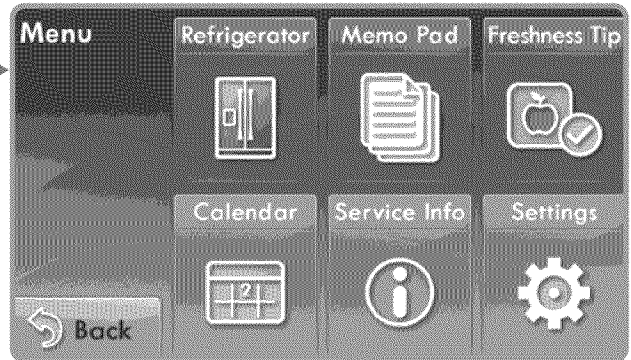 Menu
Refrigerator
Memo Pad
Freshness Tip
Calendar
Service Info
Settings
Back